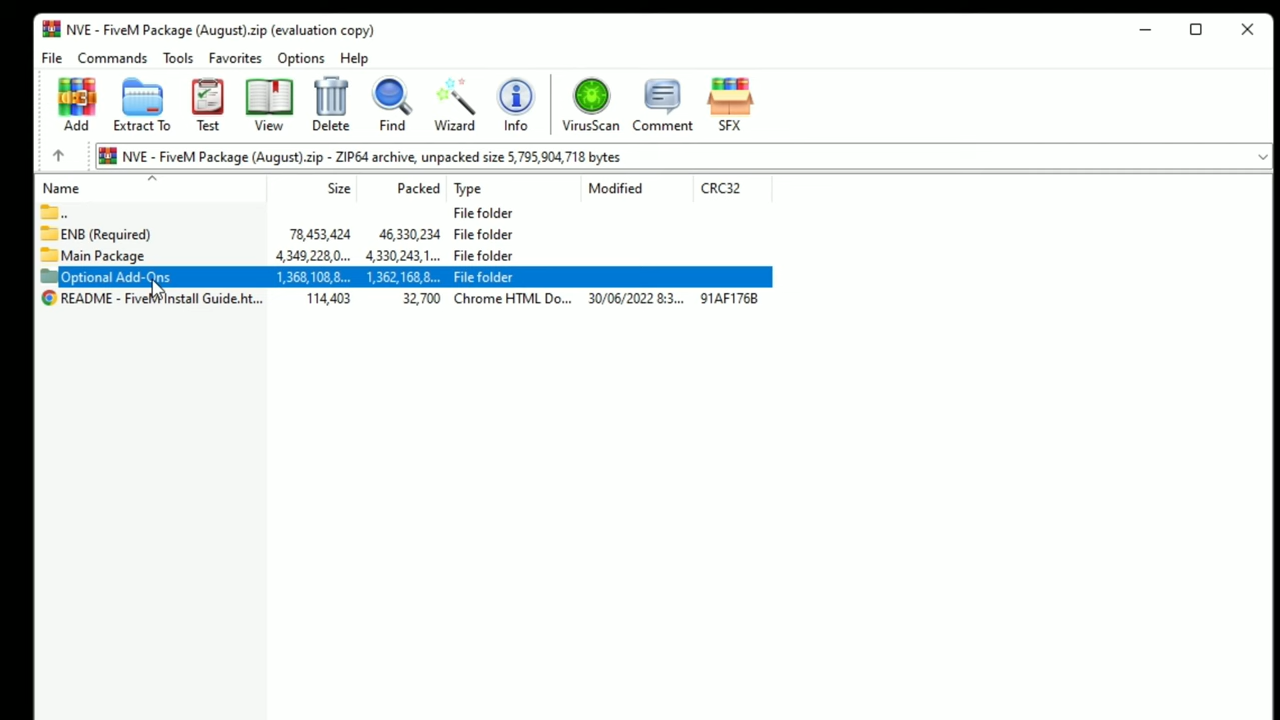 NVE - FiveM Package (August).zip (evaluation copy)
File Commands Tools Favorites Options Help
Add Extract To Test View Delete Find Wizard Info VirusScan Comment SFX
NVE - FiveM Package (August).zip - ZIP64 archive, unpacked size 5,795,904,718 bytes
Name Size Packed Type Modified CRC32
.. File folder
ENB (Required) 78,453,424 46,330,234 File folder
Main Package 4,349,228,0... 4,330,243,1... File folder
Optional Add-Ons 1,368,108,8... 1,362,168,8... File folder
README - FiveM Install Guide.ht... 114,403 32,700 Chrome HTML Do... 30/06/2022 8:3... 91AF176B